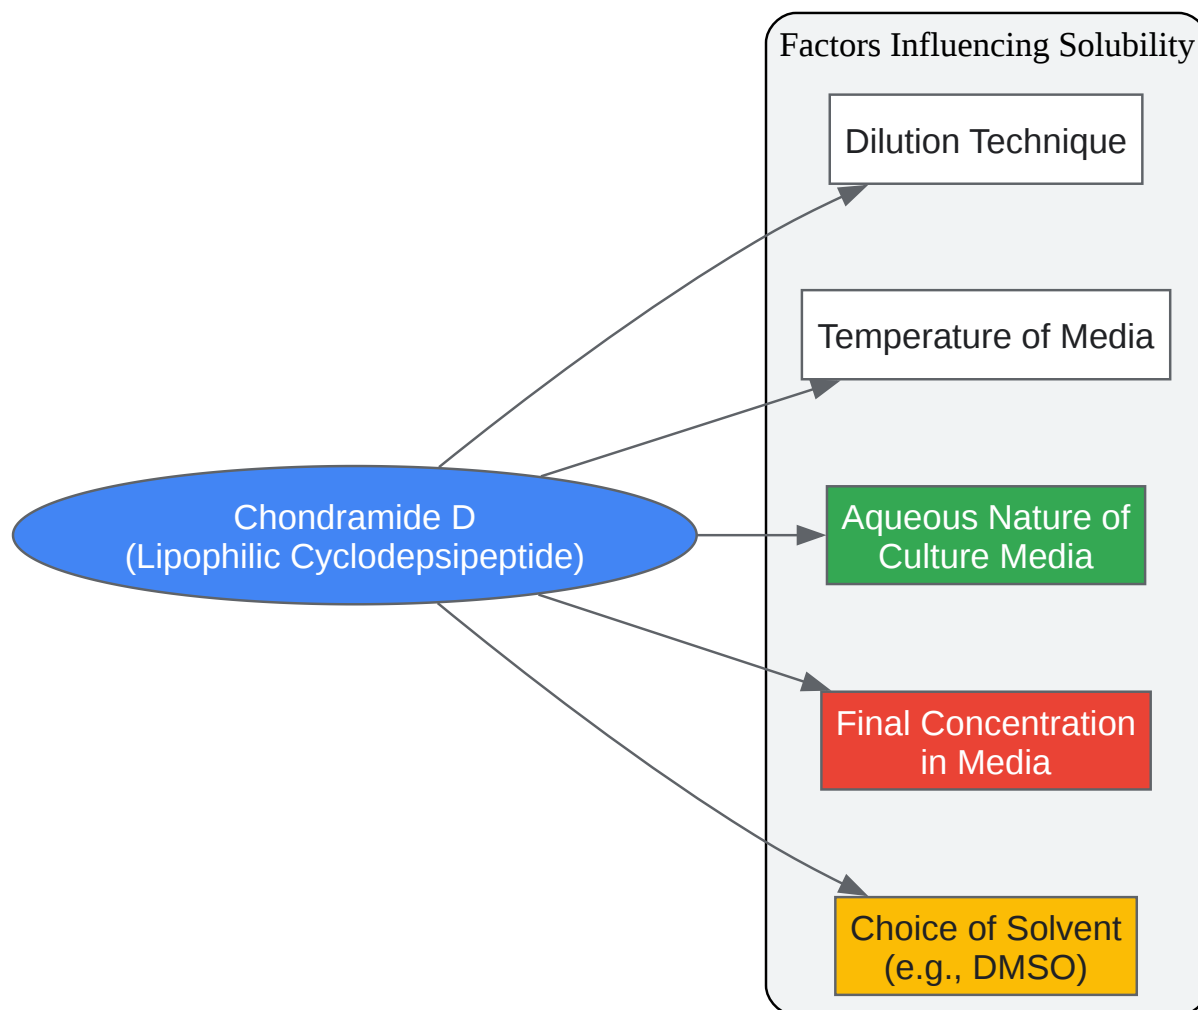 Factors Influencing Solubility
Dilution Technique
Temperature of Media
Chondramide D
(Lipophilic Cyclodepsipeptide)
Aqueous Nature of
Culture Media
Final Concentration
in Media
Choice of Solvent
(e.g., DMSO)